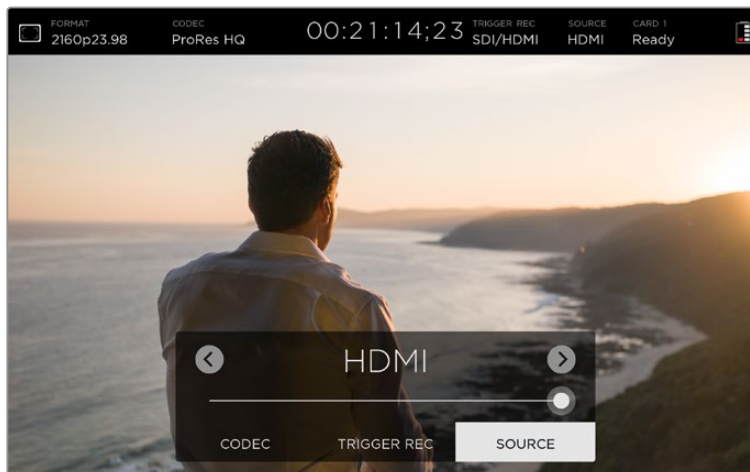 FORMAT
2160p23.98
CODEC
ProRes HQ
00:21:14;23
TRIGGER REC
SDI/HDMI
SOURCE
HDMI
CARD 1
Ready
HDMI
CODEC
TRIGGER REC
SOURCE